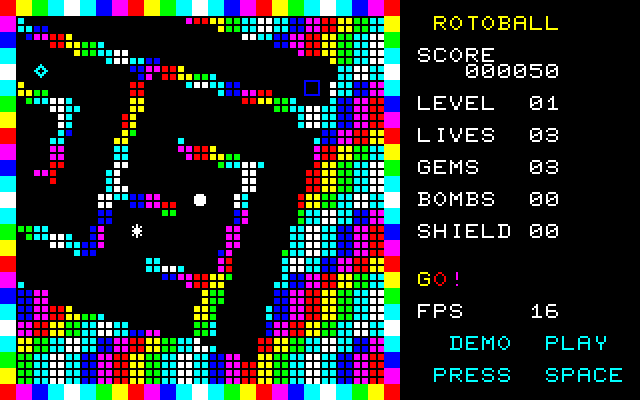 ROTOBALL
SCORE
000050
LEVEL 01
LIVES 03
GEMS 03
BOMBS 00
SHIELD 00
GO!
FPS 16
DEMO PLAY
PRESS SPACE